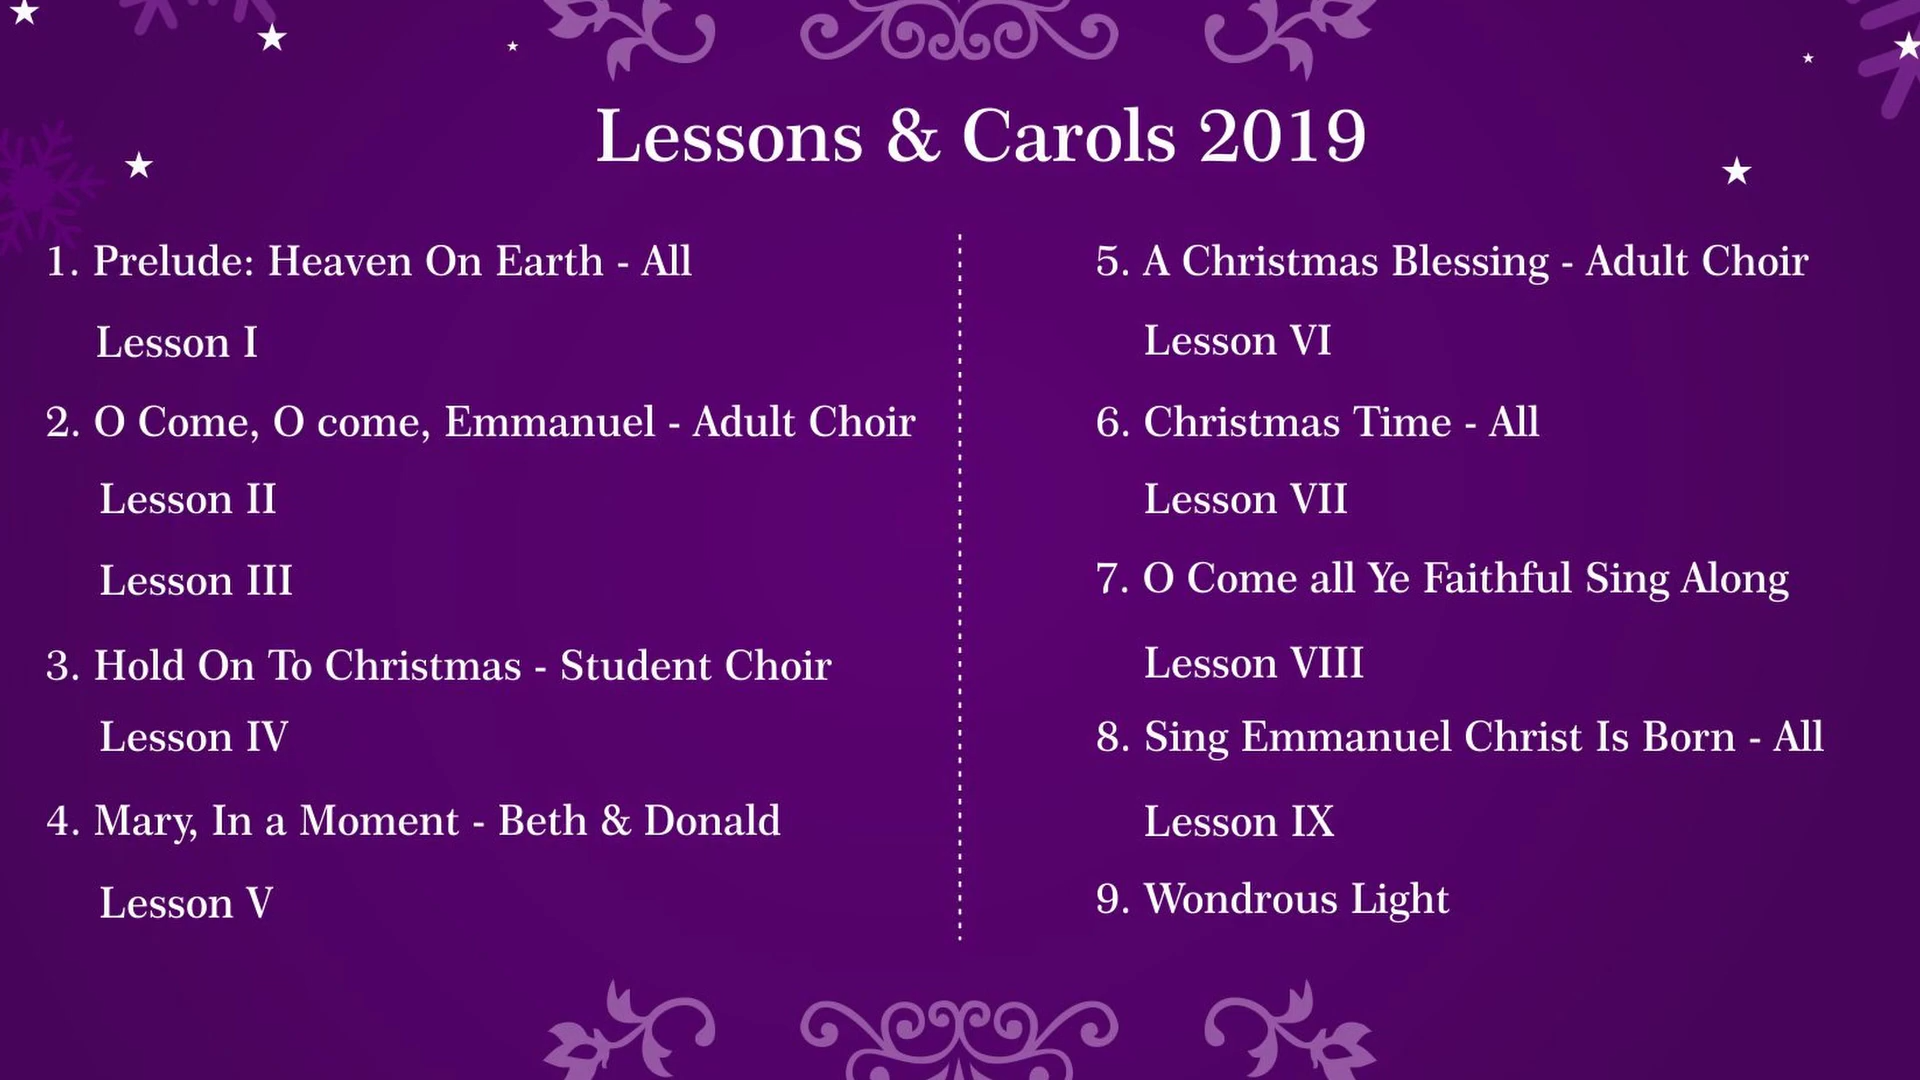 Lessons & Carols 2019
1. Prelude: Heaven On Earth - All
Lesson I
2. O Come, O come, Emmanuel - Adult Choir
Lesson II
Lesson III
3. Hold On To Christmas - Student Choir
Lesson IV
4. Mary, In a Moment - Beth & Donald
Lesson V
5. A Christmas Blessing - Adult Choir
Lesson VI
6. Christmas Time - All
Lesson VII
7. O Come all Ye Faithful Sing Along
Lesson VIII
8. Sing Emmanuel Christ Is Born - All
Lesson IX
9. Wondrous Light